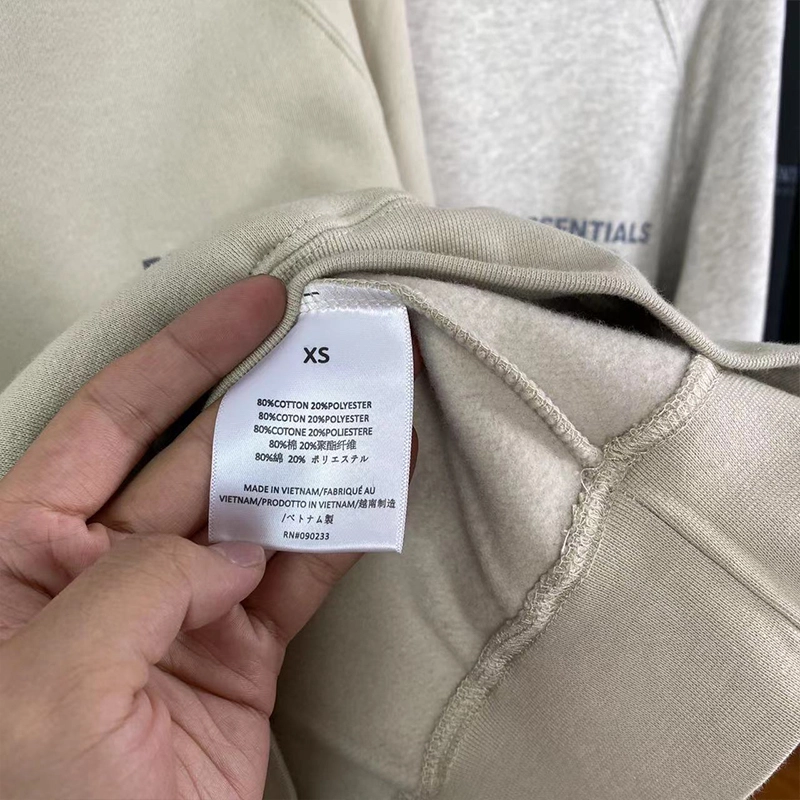 SSENTIALS
XS
80%COTTON 20%POLYESTER
80%COTON 20%POLYESTER
80%COTONE 20%POLIESTERE
80%棉 20%聚酯纤维
80%綿 20% ポリエステル
MADE IN VIETNAM/FABRIQUÉ AU
VIETNAM/PRODOTTO IN VIETNAM/越南制造
/ベトナム製
RN#090233